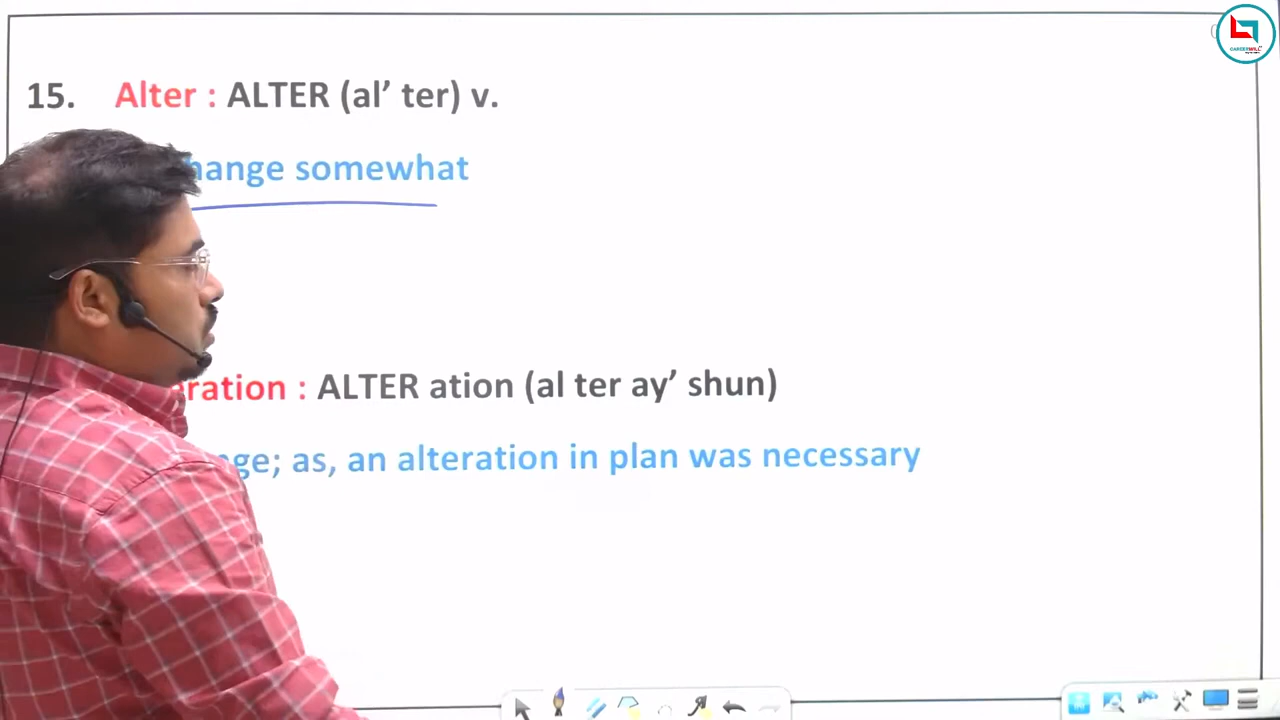 15. Alter : ALTER (al’ ter) v.
hange somewhat
eration : ALTER ation (al ter ay’ shun)
nge; as, an alteration in plan was necessary
CAREERWILL